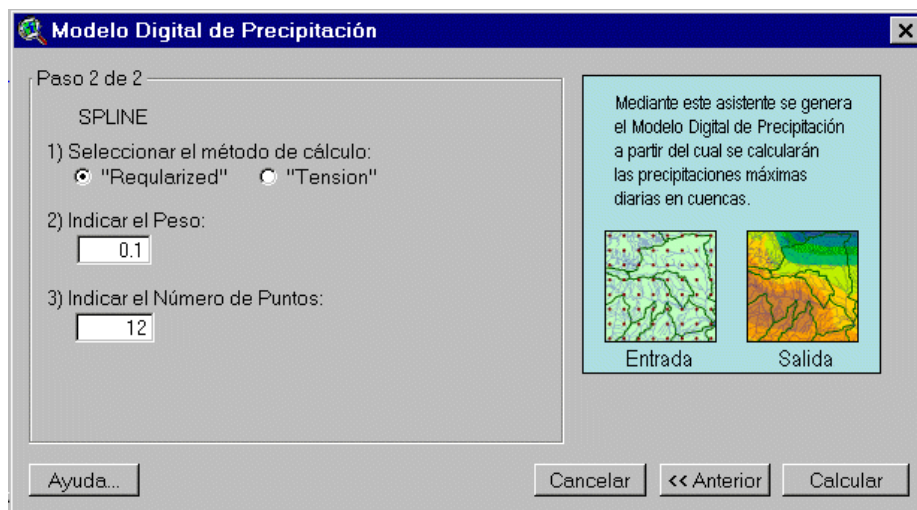 Modelo Digital de Precipitación
Paso 2 de 2
SPLINE
1) Seleccionar el método de cálculo:
"Reqularized" "Tension"
2) Indicar el Peso:
0.1
3) Indicar el Número de Puntos:
12
Mediante este asistente se genera
el Modelo Digital de Precipitación
a partir del cual se calcularán
las precipitaciones máximas
diarias en cuencas.
Entrada Salida
Ayuda... Cancelar << Anterior Calcular